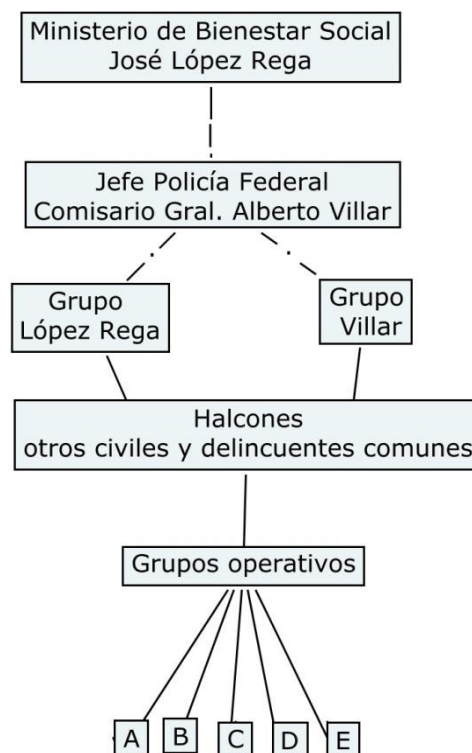 Ministerio de Bienestar Social
José López Rega
Jefe Policía Federal
Comisario Gral. Alberto Villar
Grupo
López Rega
Grupo
Villar
Halcones
otros civiles y delincuentes comunes
Grupos operativos
A
B
C
D
E